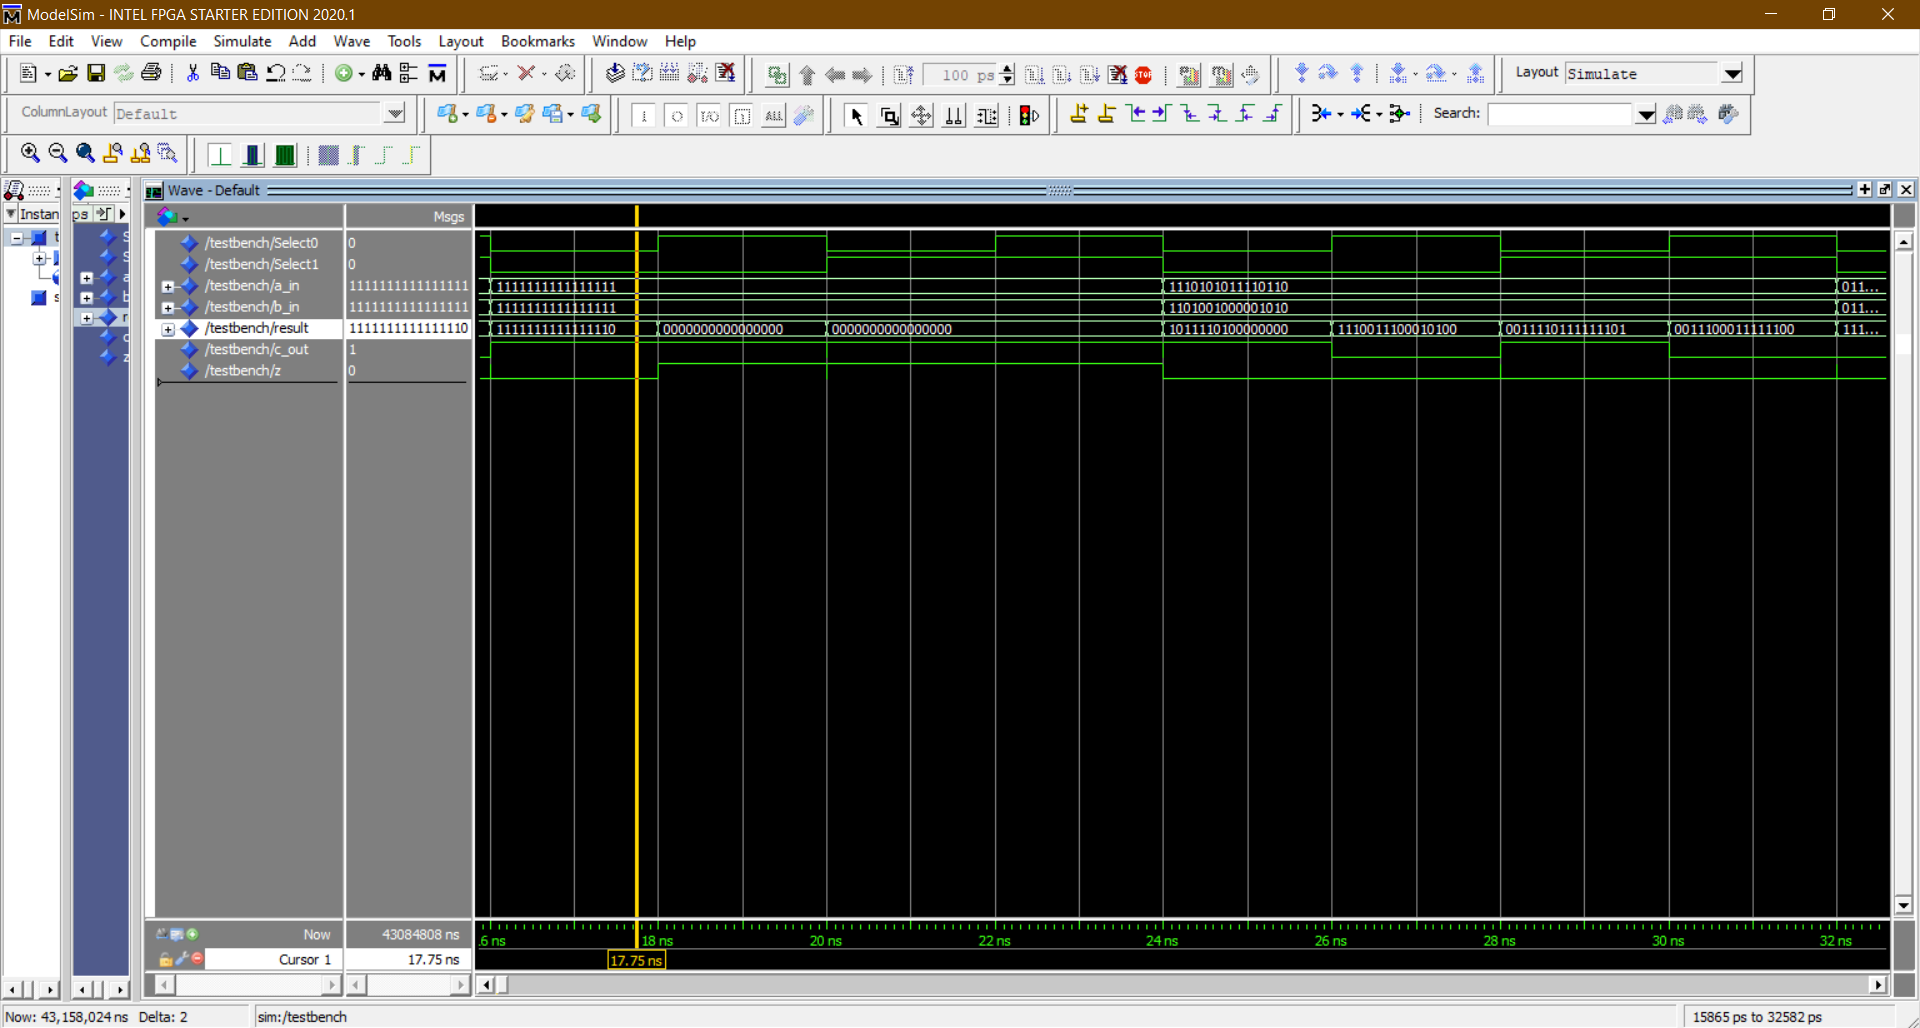 ModelSim - INTEL FPGA STARTER EDITION 2020.1
File Edit View Compile Simulate Add Wave Tools Layout Bookmarks Window Help
100 ps
Layout Simulate
ColumnLayout Default
Search:
Wave - Default
Instan
ps
Msgs
/testbench/Select0 0
/testbench/Select1 0
/testbench/a_in 1111111111111111 1111111111111111 1110101011110110 011...
/testbench/b_in 1111111111111111 1111111111111111 1101001000001010 011...
/testbench/result 1111111111111110 1111111111111110 0000000000000000 0000000000000000 1011110100000000 1110011100010100 0011110111111101 0011100011111100 111...
/testbench/c_out 1
/testbench/z 0
Now 43084808 ns
.6 ns 18 ns 20 ns 22 ns 24 ns 26 ns 28 ns 30 ns 32 ns
Cursor 1 17.75 ns
17.75 ns
Now: 43,158,024 ns Delta: 2
sim:/testbench
15865 ps to 32582 ps